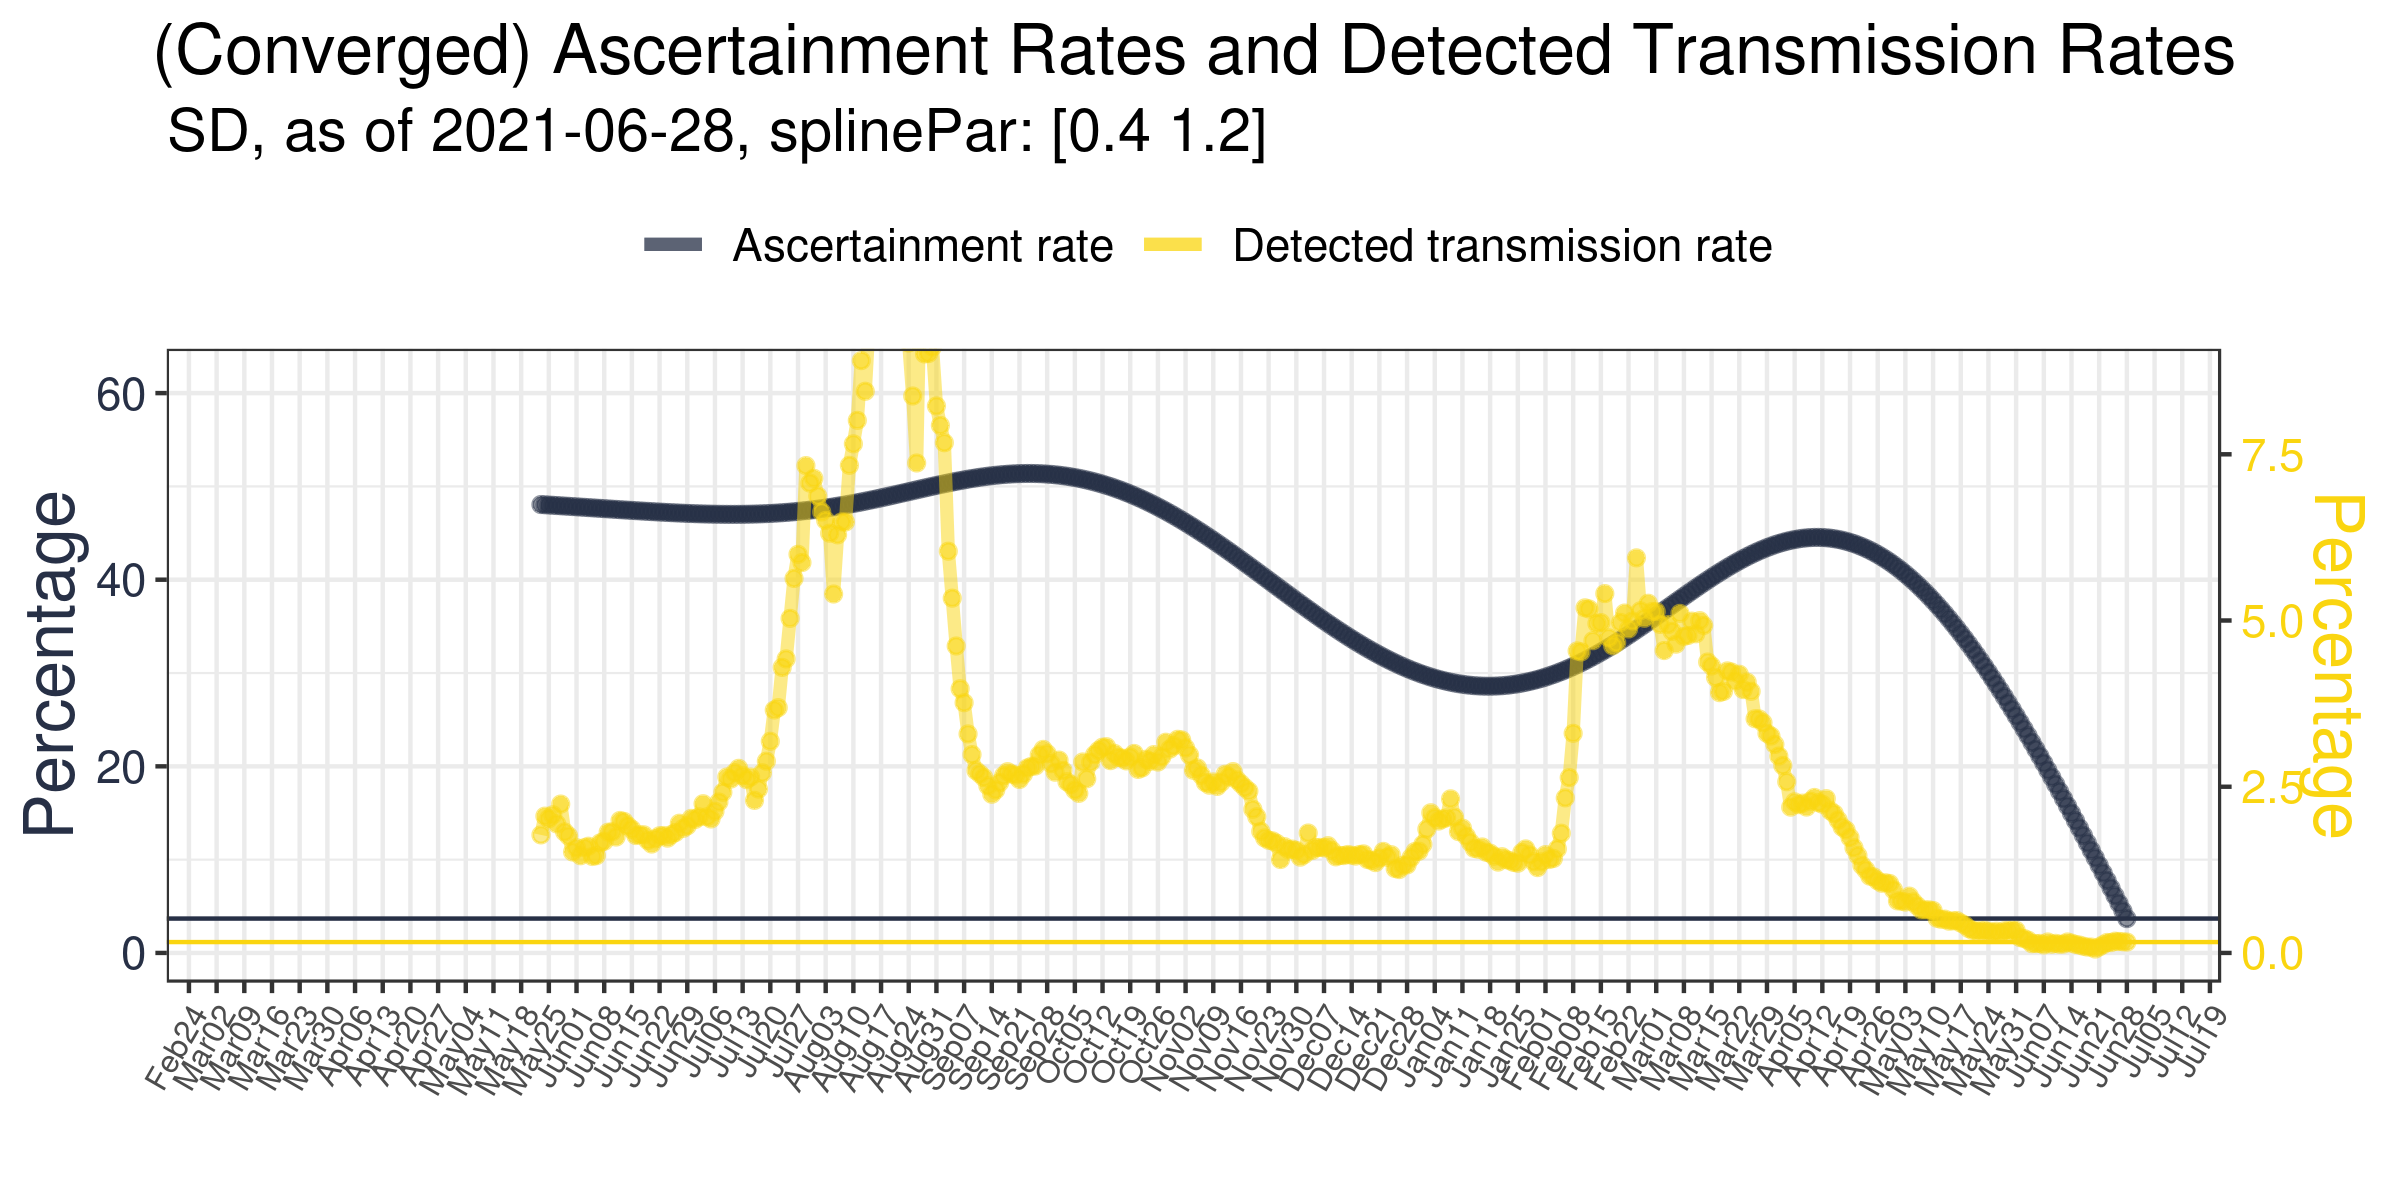 (Converged) Ascertainment Rates and Detected Transmission Rates
SD, as of 2021-06-28, splinePar: [0.4 1.2]
Ascertainment rate
Detected transmission rate
Percentage
60
40
20
0
7.5
5.0
2.5
0.0
Percentage
Feb24
Mar02
Mar09
Mar16
Mar23
Mar30
Apr06
Apr13
Apr20
Apr27
May04
May11
May18
May25
Jun01
Jun08
Jun15
Jun22
Jun29
Jul06
Jul13
Jul20
Jul27
Aug03
Aug10
Aug17
Aug24
Aug31
Sep07
Sep14
Sep21
Sep28
Oct05
Oct12
Oct19
Oct26
Nov02
Nov09
Nov16
Nov23
Nov30
Dec07
Dec14
Dec21
Dec28
Jan04
Jan11
Jan18
Jan25
Feb01
Feb08
Feb15
Feb22
Mar01
Mar08
Mar15
Mar22
Mar29
Apr05
Apr12
Apr19
Apr26
May03
May10
May17
May24
May31
Jun07
Jun14
Jun21
Jun28
Jul05
Jul12
Jul19